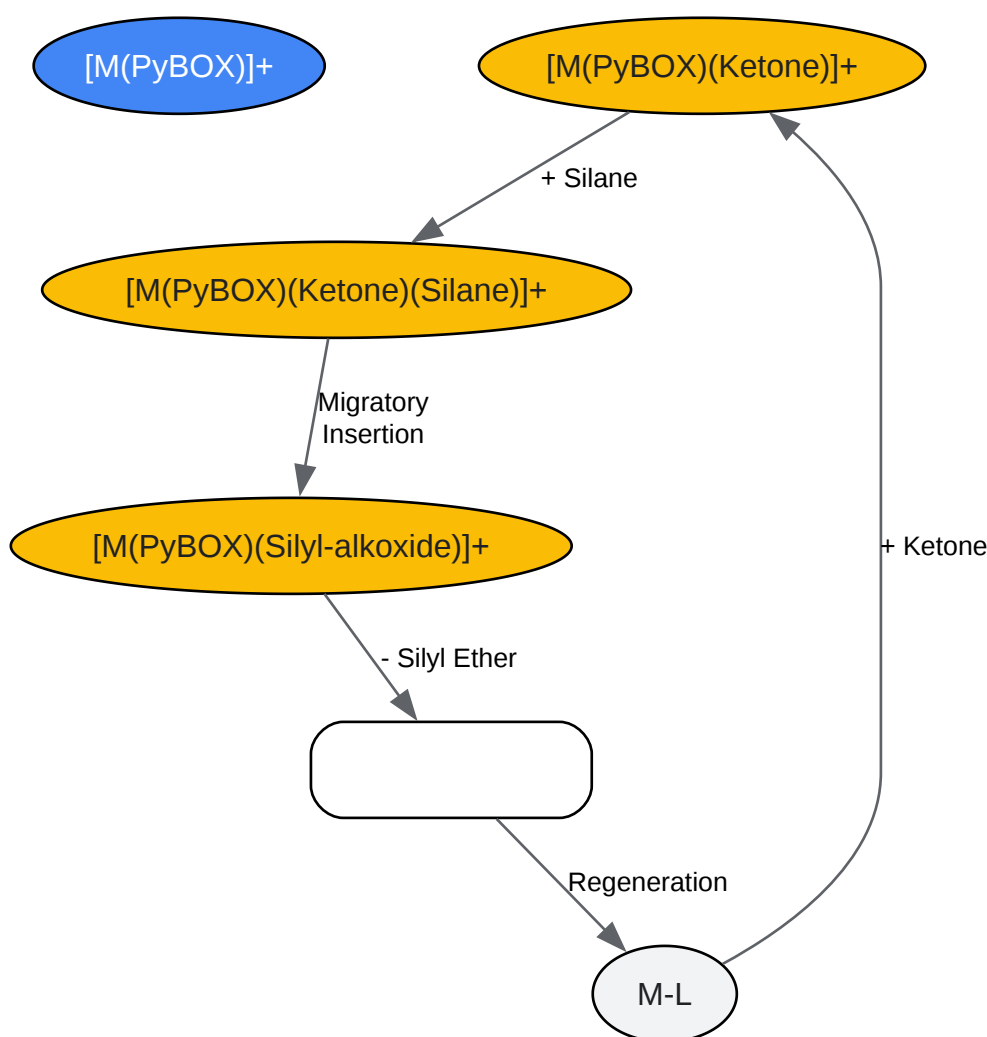 [M(PyBOX)]+
[M(PyBOX)(Ketone)]+
+ Silane
[M(PyBOX)(Ketone)(Silane)]+
Migratory
Insertion
[M(PyBOX)(Silyl-alkoxide)]+
+ Ketone
- Silyl Ether
Regeneration
M-L